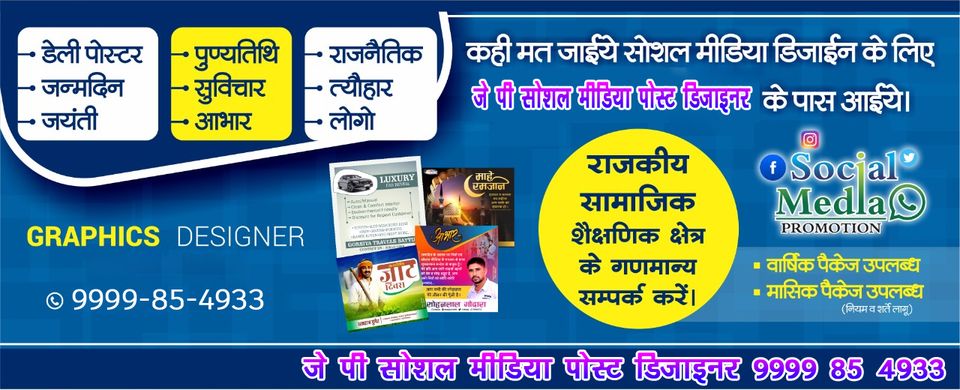 डेली पोस्टर
जन्मदिन
जयंती
पुण्यतिथि
सुविचार
आभार
राजनैतिक
त्यौहार
लोगो
कही मत जाईये सोशल मीडिया डिजाईन के लिए
जे पी सोशल मीडिया पोस्ट डिजाइनर के पास आईये।
GRAPHICS DESIGNER
9999-85-4933
LUXURY
माहे
रमजान
आभार
जाट
दिवस
सोहनलाल गोदारा
राजकीय
सामाजिक
शैक्षणिक क्षेत्र
के गणमान्य
सम्पर्क करें।
Social
Media
PROMOTION
वार्षिक पैकेज उपलब्ध
मासिक पैकेज उपलब्ध
(नियम व शर्ते लागू)
जे पी सोशल मीडिया पोस्ट डिजाइनर 9999 85 4933